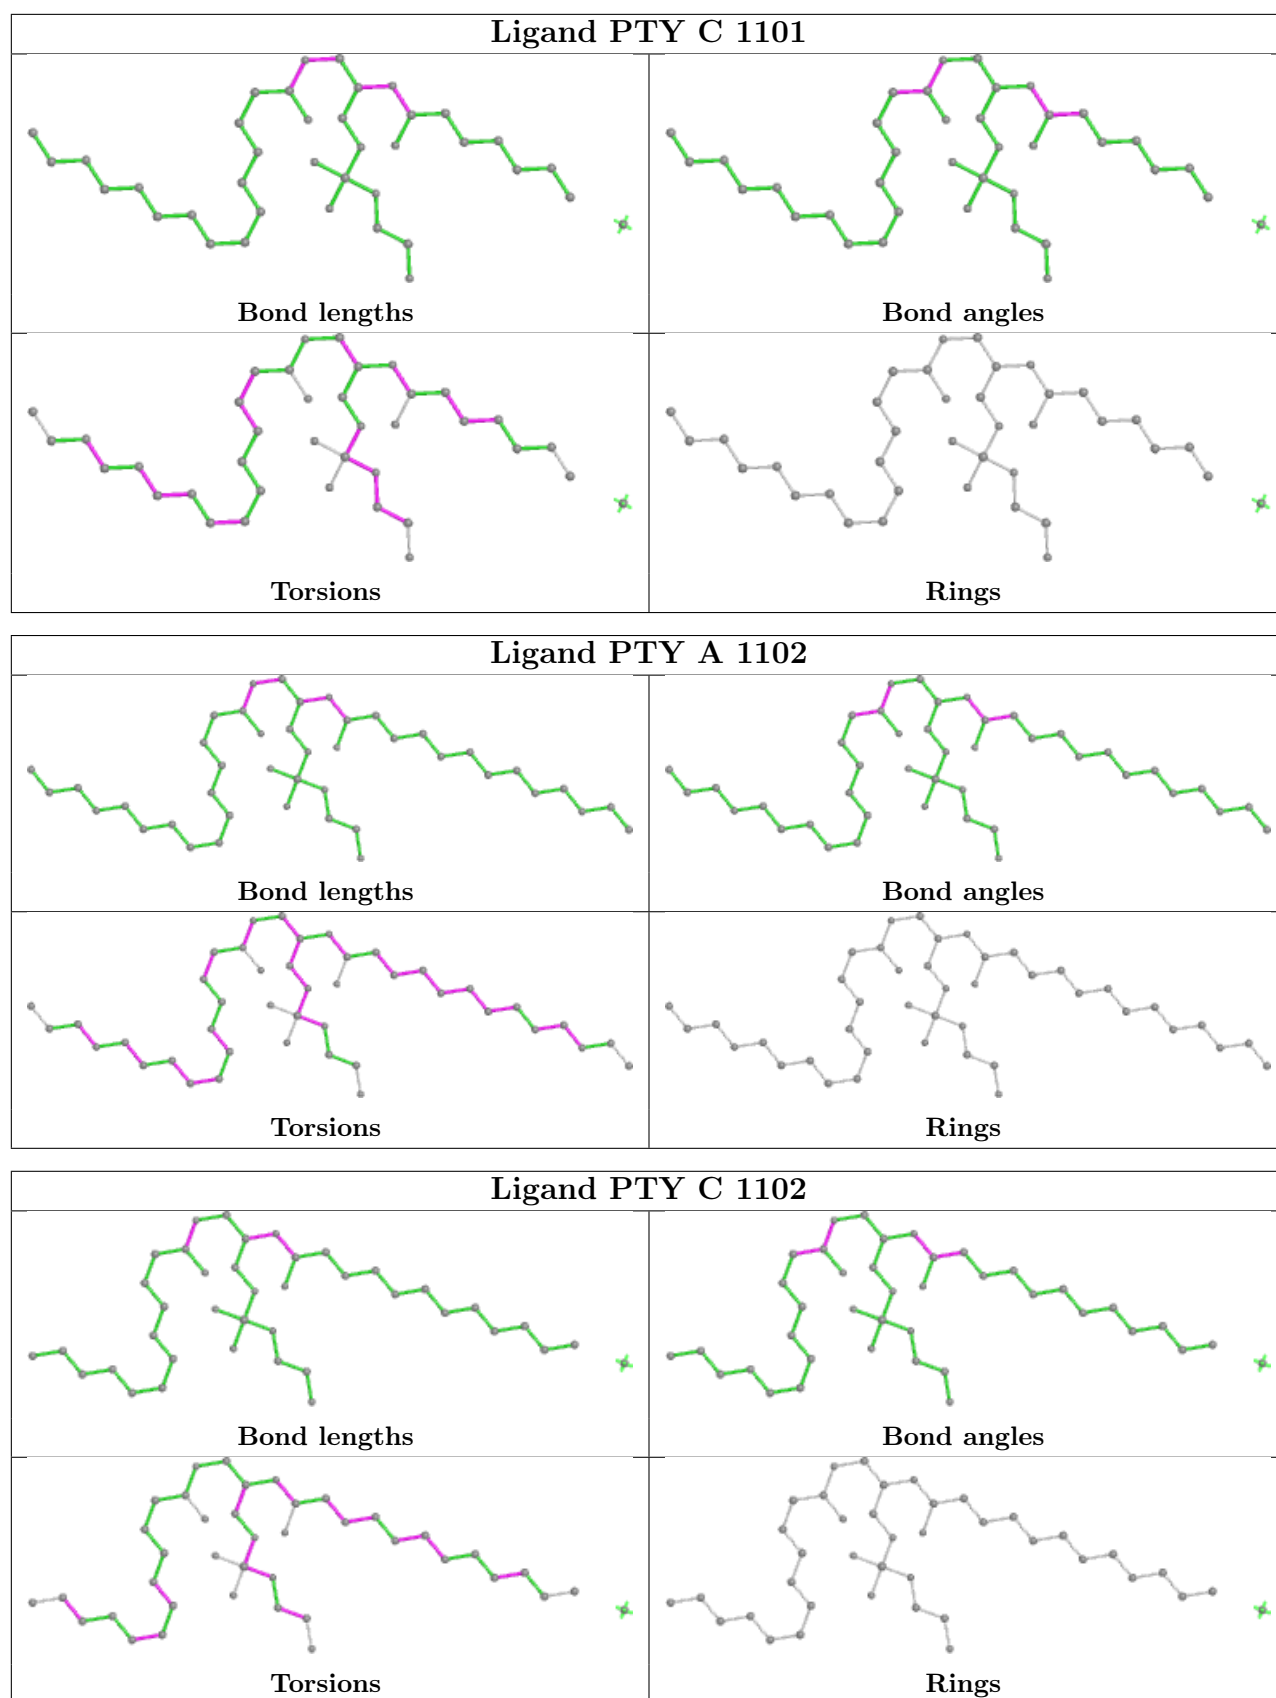 Ligand PTY C 1101
Bond lengths
Bond angles
Torsions
Rings
Ligand PTY A 1102
Bond lengths
Bond angles
Torsions
Rings
Ligand PTY C 1102
Bond lengths
Bond angles
Torsions
Rings